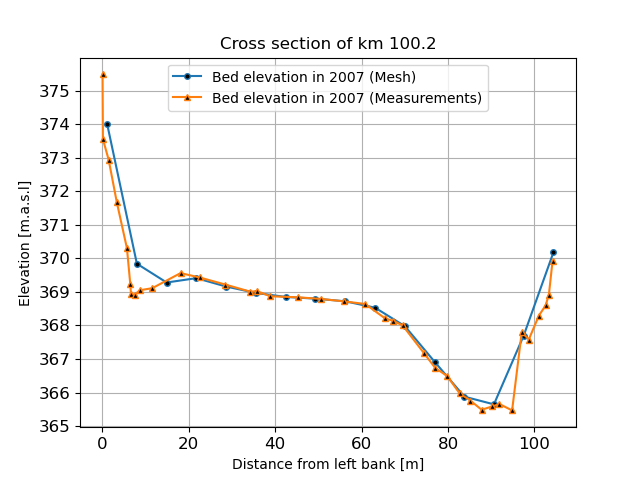 Cross section of km 100.2
Bed elevation in 2007 (Mesh)
Bed elevation in 2007 (Measurements)
375
374
373
372
371
370
369
368
367
366
365
Elevation [m.a.s.l]
0 20 40 60 80 100
Distance from left bank [m]